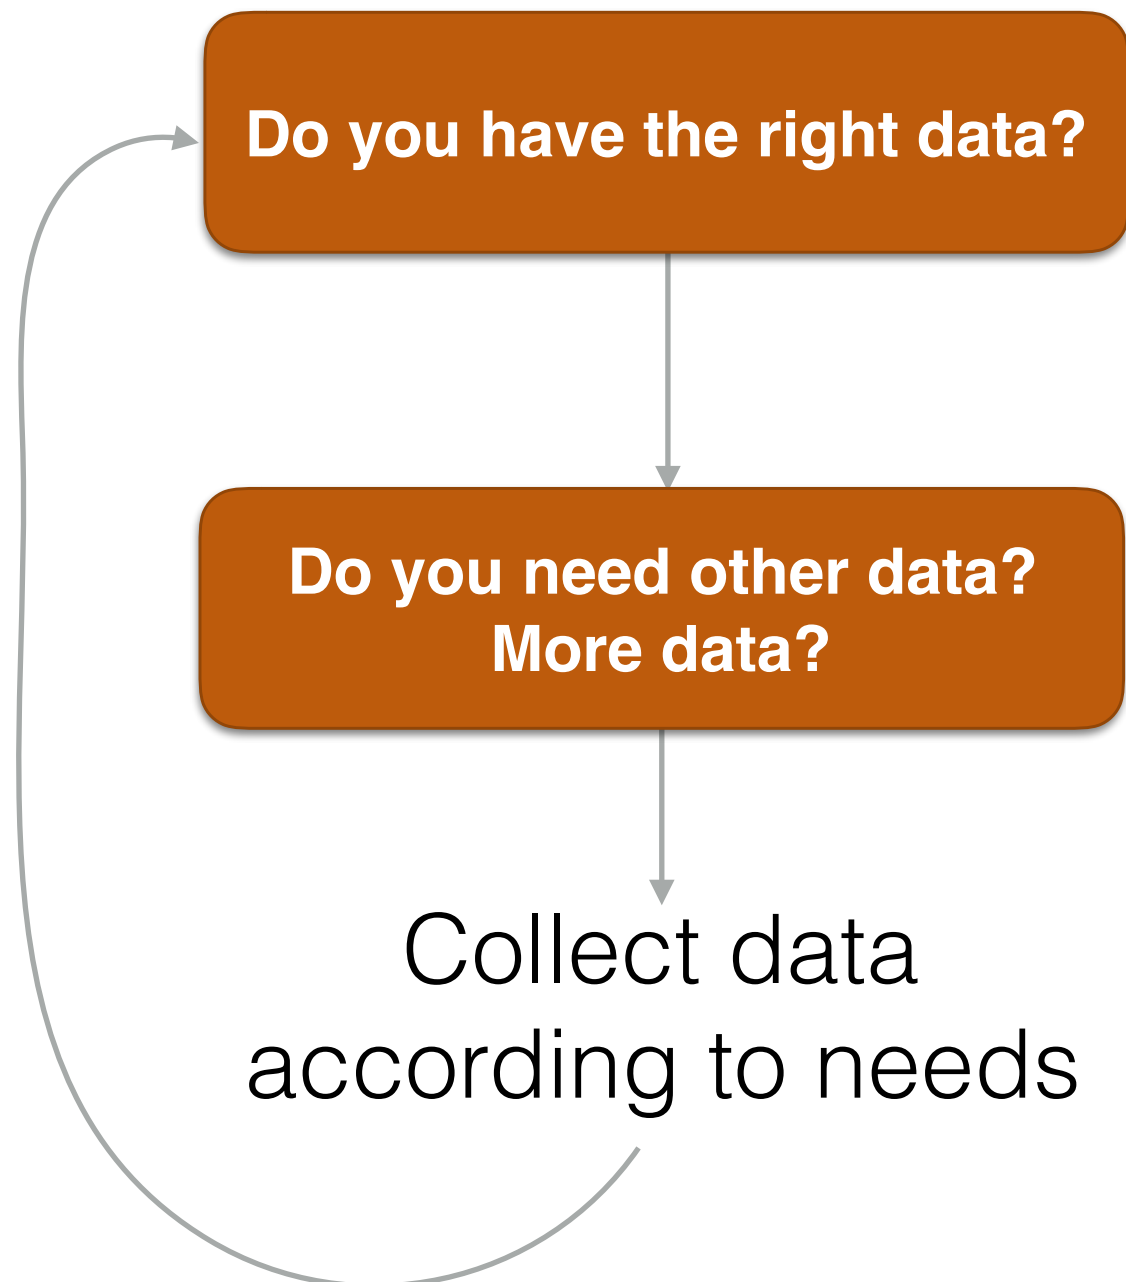 Do you have the right data?
Do you need other data?
More data?
Collect data
according to needs